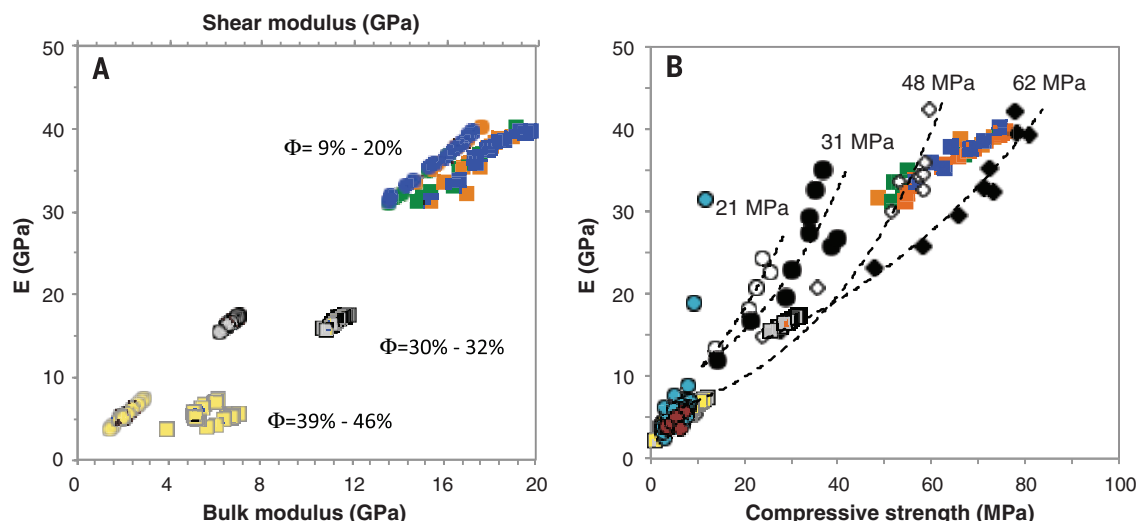 Shear modulus (GPa)
50
40
30
20
10
0
E (GPa)
A
Φ= 9% - 20%
Φ=30% - 32%
Φ=39% - 46%
0 4 8 12 16 20
Bulk modulus (GPa)
50
40
30
20
10
0
E (GPa)
B
48 MPa 62 MPa
31 MPa
21 MPa
0 20 40 60 80 100
Compressive strength (MPa)